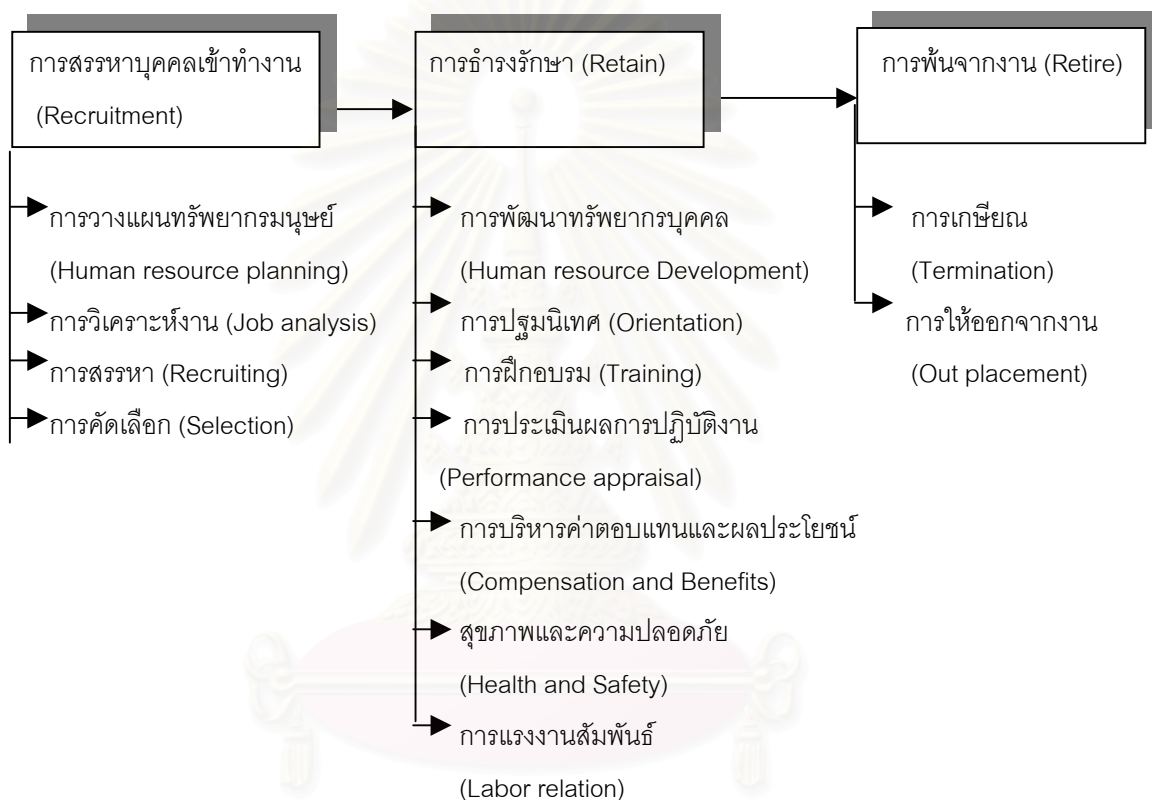 การสรรหาบุคคลเข้าทำงาน
(Recruitment)
การวางแผนทรัพยากรมนุษย์
(Human resource planning)
การวิเคราะห์งาน (Job analysis)
การสรรหา (Recruiting)
การคัดเลือก (Selection)
การธำรงรักษา (Retain)
การพัฒนาทรัพยากรบุคคล
(Human resource Development)
การปฐมนิเทศ (Orientation)
การฝึกอบรม (Training)
การประเมินผลการปฏิบัติงาน
(Performance appraisal)
การบริหารค่าตอบแทนและผลประโยชน์
(Compensation and Benefits)
สุขภาพและความปลอดภัย
(Health and Safety)
การแรงงานสัมพันธ์
(Labor relation)
การพ้นจากงาน (Retire)
การเกษียณ
(Termination)
การให้ออกจากงาน
(Out placement)